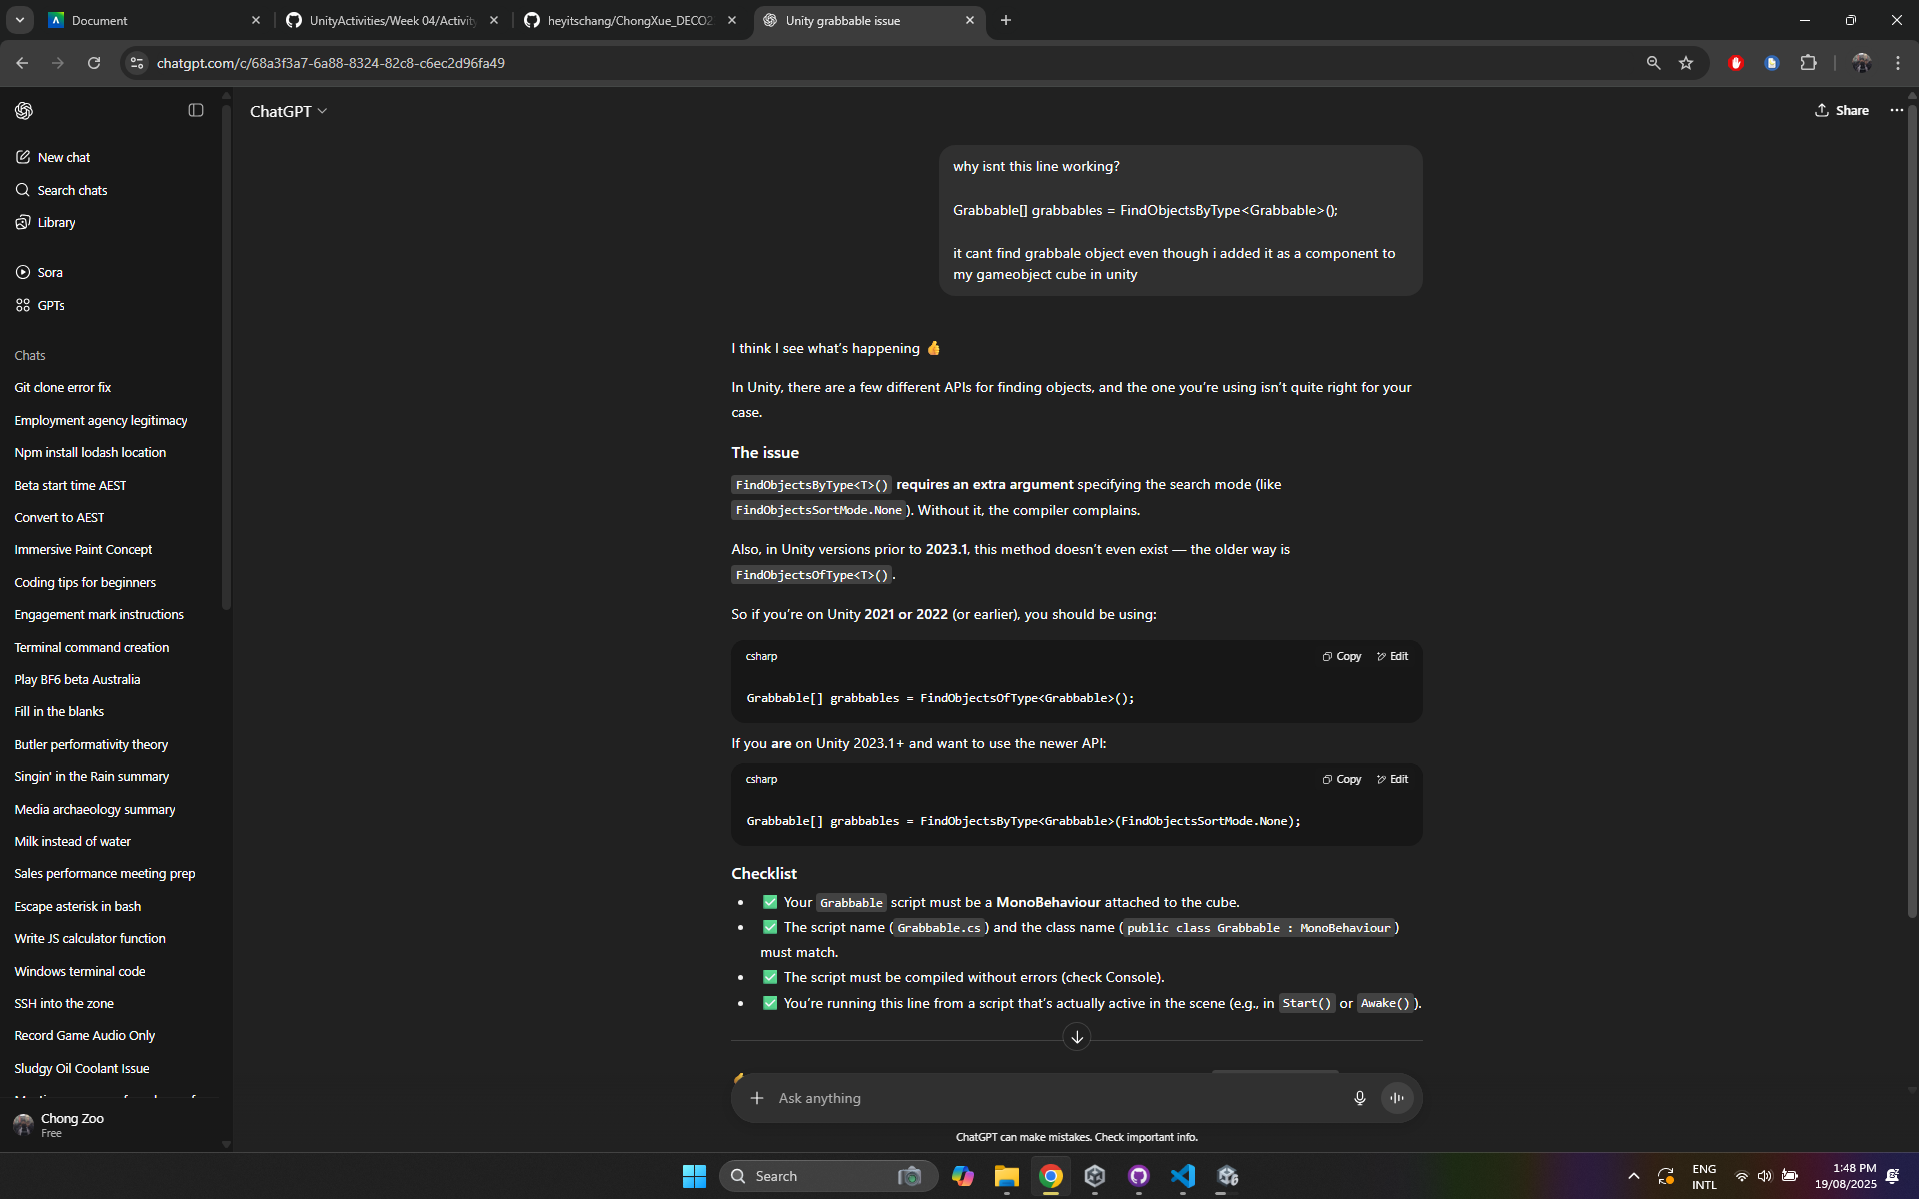 Document
UnityActivities/Week 04/Activity
heyitschang/ChongXue_DECO2
Unity grabbable issue
chatgpt.com/c/68a3f3a7-6a88-8324-82c8-c6ec2d96fa49
ChatGPT
Share
New chat
Search chats
Library
Sora
GPTs
Chats
Git clone error fix
Employment agency legitimacy
Npm install lodash location
Beta start time AEST
Convert to AEST
Immersive Paint Concept
Coding tips for beginners
Engagement mark instructions
Terminal command creation
Play BF6 beta Australia
Fill in the blanks
Butler performativity theory
Singin' in the Rain summary
Media archaeology summary
Milk instead of water
Sales performance meeting prep
Escape asterisk in bash
Write JS calculator function
Windows terminal code
SSH into the zone
Record Game Audio Only
Sludgy Oil Coolant Issue
Chong Zoo
Free
why isnt this line working?
Grabbable[] grabbables = FindObjectsByType<Grabbable>();
it cant find grabbale object even though i added it as a component to
my gameobject cube in unity
I think I see what's happening 👍
In Unity, there are a few different APIs for finding objects, and the one you're using isn't quite right for your
case.
The issue
FindObjectsByType<T>() requires an extra argument specifying the search mode (like
FindObjectsSortMode.None). Without it, the compiler complains.
Also, in Unity versions prior to 2023.1, this method doesn't even exist — the older way is
FindObjectsOfType<T>().
So if you're on Unity 2021 or 2022 (or earlier), you should be using:
csharp
Copy
Edit
Grabbable[] grabbables = FindObjectsOfType<Grabbable>();
If you are on Unity 2023.1+ and want to use the newer API:
csharp
Copy
Edit
Grabbable[] grabbables = FindObjectsByType<Grabbable>(FindObjectsSortMode.None);
Checklist
• ✅ Your Grabbable script must be a MonoBehaviour attached to the cube.
• ✅ The script name (Grabbable.cs) and the class name (public class Grabbable : MonoBehaviour)
must match.
• ✅ The script must be compiled without errors (check Console).
• ✅ You're running this line from a script that's actually active in the scene (e.g., in Start() or Awake()).
Ask anything
ChatGPT can make mistakes. Check important info.
Search
ENG
INTL
1:48 PM
19/08/2025